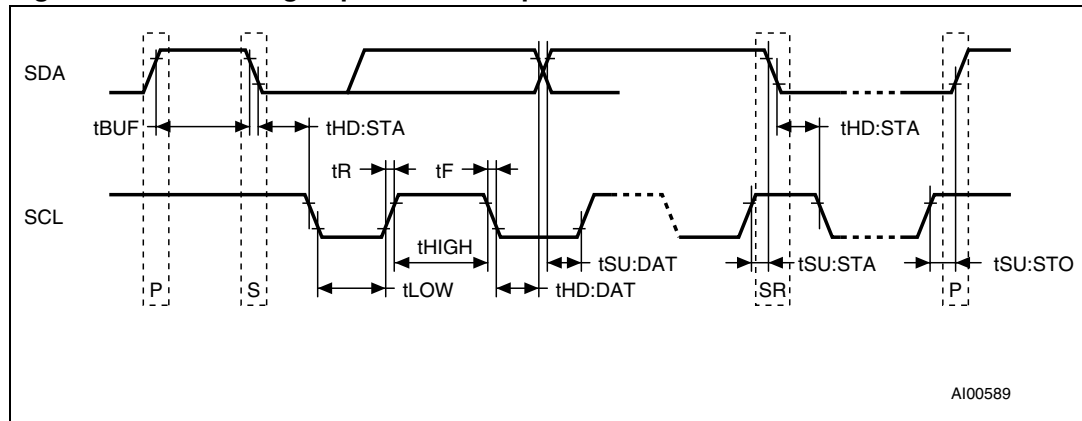 SDA
tBUF
tHD:STA
tHD:STA
tR
tF
SCL
tHIGH
tSU:DAT
tSU:STA
tSU:STO
P
S
tLOW
tHD:DAT
SR
P
AI00589